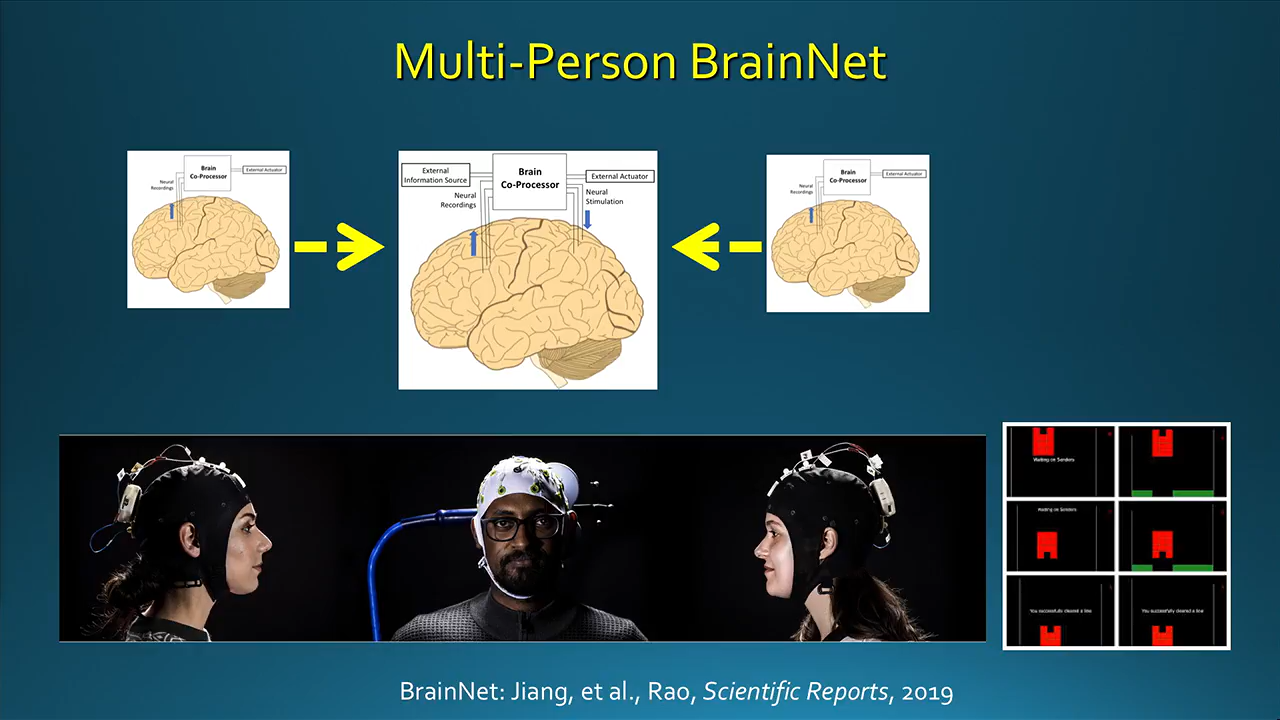 Multi-Person BrainNet
Brain
Co-Processor
External Actuator
Neural
Recordings
External
Information Source
Brain
Co-Processor
External Actuator
Neural
Recordings
Neural
Stimulation
Brain
Co-Processor
External Actuator
Neural
Recordings
Waiting on Senders
Waiting on Senders
You successfully cleared a line
You successfully cleared a line
BrainNet: Jiang, et al., Rao, Scientific Reports, 2019